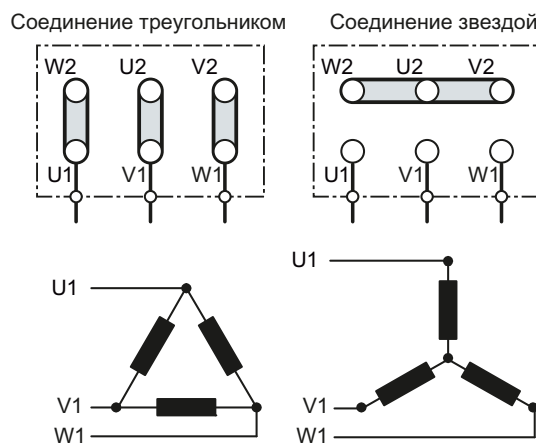 Соединение треугольником
Соединение звездой
W2 U2 V2
U1 V1 W1
W2 U2 V2
U1 V1 W1
U1
V1
W1
U1
V1
W1